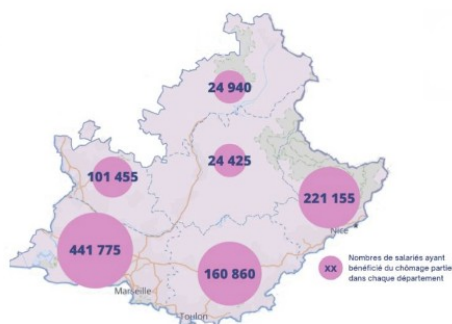 24 940
24 425
101 455
221 155
Nice
441 775
160 860
Marseille
Toulon
XX
Nombres de salariés ayant
bénéficié du chômage partie
dans chaque département